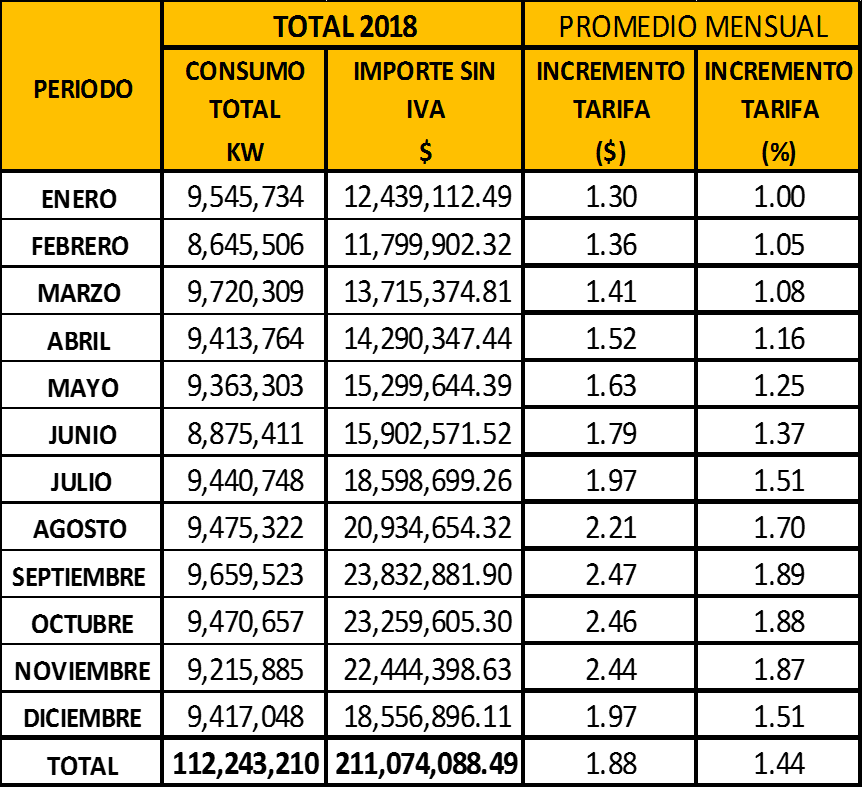 TOTAL 2018 PROMEDIO MENSUAL
PERIODO CONSUMO TOTAL KW IMPORTE SIN IVA $ INCREMENTO TARIFA ($) INCREMENTO TARIFA (%)
ENERO 9,545,734 12,439,112.49 1.30 1.00
FEBRERO 8,645,506 11,799,902.32 1.36 1.05
MARZO 9,720,309 13,715,374.81 1.41 1.08
ABRIL 9,413,764 14,290,347.44 1.52 1.16
MAYO 9,363,303 15,299,644.39 1.63 1.25
JUNIO 8,875,411 15,902,571.52 1.79 1.37
JULIO 9,440,748 18,598,699.26 1.97 1.51
AGOSTO 9,475,322 20,934,654.32 2.21 1.70
SEPTIEMBRE 9,659,523 23,832,881.90 2.47 1.89
OCTUBRE 9,470,657 23,259,605.30 2.46 1.88
NOVIEMBRE 9,215,885 22,444,398.63 2.44 1.87
DICIEMBRE 9,417,048 18,556,896.11 1.97 1.51
TOTAL 112,243,210 211,074,088.49 1.88 1.44